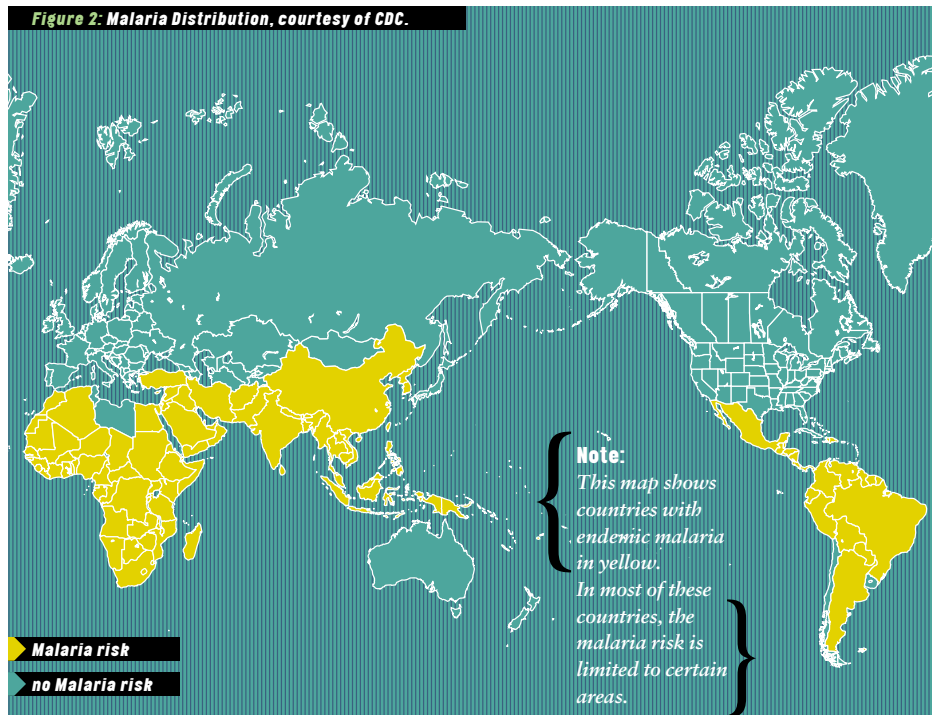 Figure 2: Malaria Distribution, courtesy of CDC.
Note:
This map shows
countries with
endemic malaria
in yellow.
In most of these
countries, the
malaria risk is
limited to certain
areas.
Malaria risk
no Malaria risk